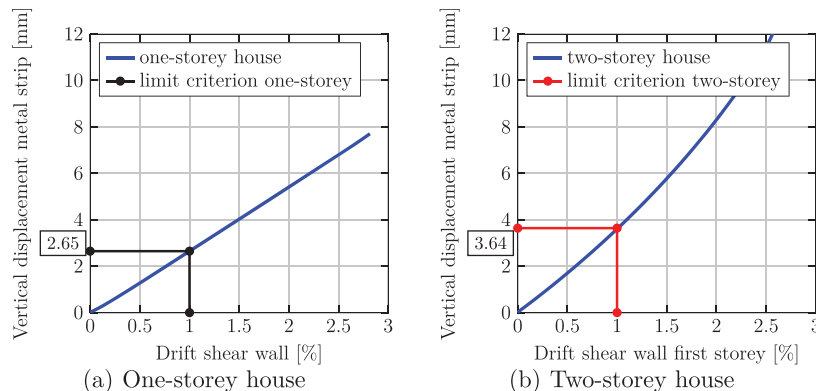 Vertical displacement metal strip [mm]
12
10
8
6
4
2
0
2.65
one-storey house
limit criterion one-storey
0 0.5 1 1.5 2 2.5 3
Drift shear wall [%]
(a) One-storey house
Vertical displacement metal strip [mm]
12
10
8
6
4
2
0
3.64
two-storey house
limit criterion two-storey
0 0.5 1 1.5 2 2.5 3
Drift shear wall first storey [%]
(b) Two-storey house